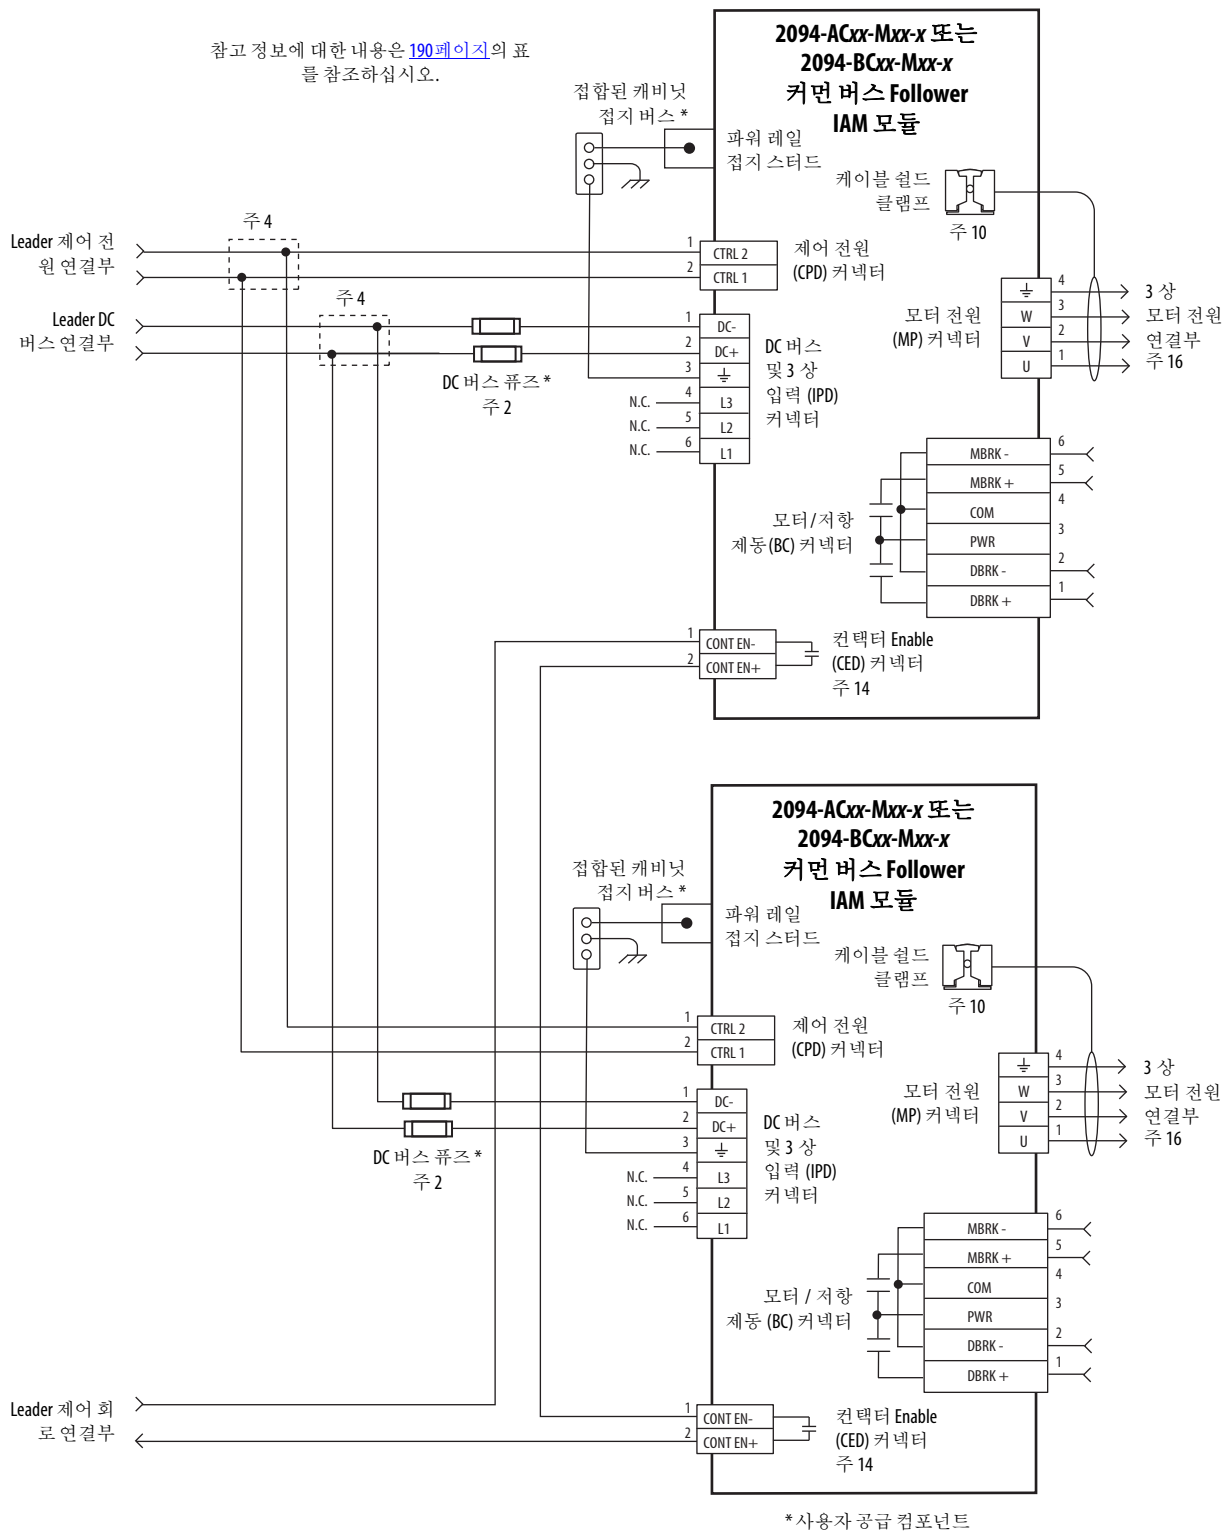 참고 정보에 대한 내용은 190페이지의 표
를 참조하십시오.
2094-ACxx-Mxx-x 또는
2094-BCxx-Mxx-x
커먼 버스 Follower
IAM 모듈
접합된 캐비닛
접지 버스 *
파워 레일
접지 스터드
케이블 쉴드
클램프
주 10
주 4
Leader 제어 전
원 연결부
1
CTRL 2
2
CTRL 1
제어 전원
(CPD) 커넥터
주 4
Leader DC
버스 연결부
DC 버스 퓨즈 *
주 2
1
DC-
2
DC+
3
N.C.
4
L3
N.C.
5
L2
N.C.
6
L1
DC 버스
및 3 상
입력 (IPD)
커넥터
모터 전원
(MP) 커넥터
4
W
3
V
2
U
1
3 상
모터 전원
연결부
주 16
모터/저항
제동(BC) 커넥터
MBRK -
6
MBRK +
5
COM
4
PWR
3
DBRK -
2
DBRK +
1
1
CONT EN-
2
CONT EN+
컨택터 Enable
(CED) 커넥터
주 14
2094-ACxx-Mxx-x 또는
2094-BCxx-Mxx-x
커먼 버스 Follower
IAM 모듈
접합된 캐비닛
접지 버스 *
파워 레일
접지 스터드
케이블 쉴드
클램프
주 10
1
CTRL 2
2
CTRL 1
제어 전원
(CPD) 커넥터
DC 버스 퓨즈 *
주 2
1
DC-
2
DC+
3
N.C.
4
L3
N.C.
5
L2
N.C.
6
L1
DC 버스
및 3 상
입력 (IPD)
커넥터
모터 전원
(MP) 커넥터
4
W
3
V
2
U
1
3 상
모터 전원
연결부
주 16
모터 / 저항
제동 (BC) 커넥터
MBRK -
6
MBRK +
5
COM
4
PWR
3
DBRK -
2
DBRK +
1
Leader 제어 회
로 연결부
1
CONT EN-
2
CONT EN+
컨택터 Enable
(CED) 커넥터
주 14
* 사용자 공급 컴포넌트